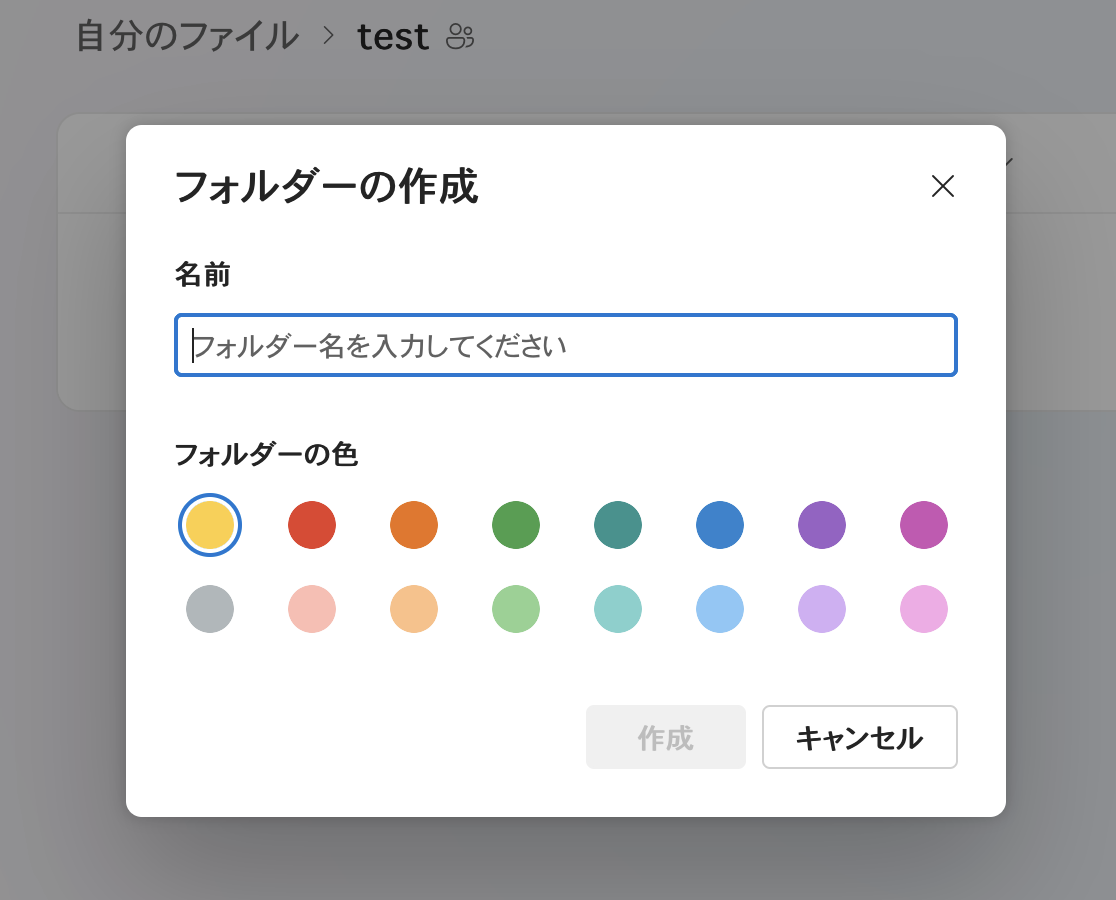 自分のファイル > test
フォルダーの作成
名前
フォルダー名を入力してください
フォルダーの色
作成 キャンセル